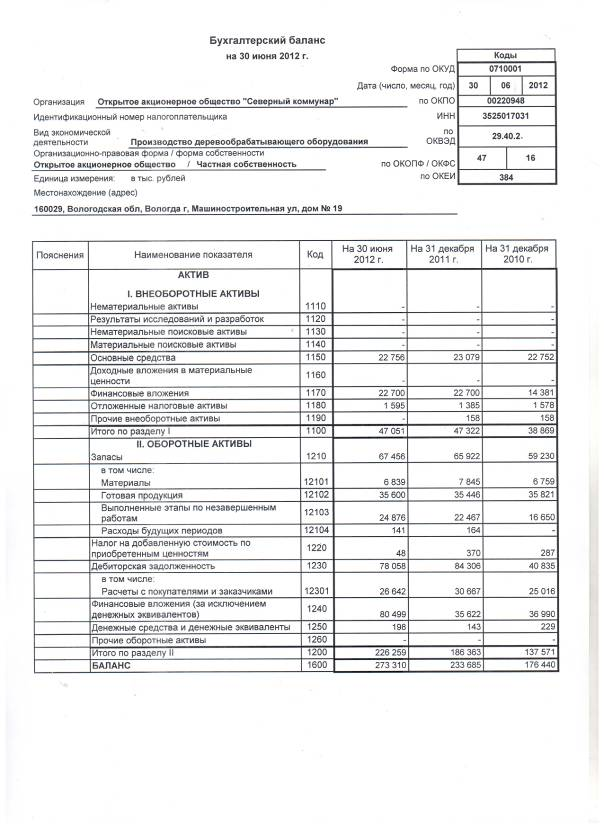 Бухгалтерский баланс
на 30 июня 2012 г.
Коды
Форма по ОКУД 0710001
Дата (число, месяц, год) 30 06 2012
Организация Открытое акционерное общество "Северный коммунар" по ОКПО 00220948
Идентификационный номер налогоплательщика ИНН 3525017031
Вид экономической
деятельности Производство деревообрабатывающего оборудования по ОКВЭД 29.40.2.
Организационно-правовая форма / форма собственности
Открытое акционерное общество / Частная собственность по ОКОПФ / ОКФС 47 16
Единица измерения: в тыс. рублей по ОКЕИ 384
Местонахождение (адрес)
160029, Вологодская обл, Вологда г, Машиностроительная ул, дом № 19
Пояснения Наименование показателя Код На 30 июня 2012 г. На 31 декабря 2011 г. На 31 декабря 2010 г.
АКТИВ
I. ВНЕОБОРОТНЫЕ АКТИВЫ
Нематериальные активы 1110 - - -
Результаты исследований и разработок 1120 - - -
Нематериальные поисковые активы 1130 - - -
Материальные поисковые активы 1140 - - -
Основные средства 1150 22 756 23 079 22 752
Доходные вложения в материальные
ценности 1160 - - -
Финансовые вложения 1170 22 700 22 700 14 381
Отложенные налоговые активы 1180 1 595 1 385 1 578
Прочие внеоборотные активы 1190 - 158 158
Итого по разделу I 1100 47 051 47 322 38 869
II. ОБОРОТНЫЕ АКТИВЫ
Запасы 1210 67 456 65 922 59 230
в том числе:
Материалы 12101 6 839 7 845 6 759
Готовая продукция 12102 35 600 35 446 35 821
Выполненные этапы по незавершенным
работам 12103 24 876 22 467 16 650
Расходы будущих периодов 12104 141 164 -
Налог на добавленную стоимость по
приобретенным ценностям 1220 48 370 287
Дебиторская задолженность 1230 78 058 84 306 40 835
в том числе:
Расчеты с покупателями и заказчиками 12301 26 642 30 667 25 016
Финансовые вложения (за исключением
денежных эквивалентов) 1240 80 499 35 622 36 990
Денежные средства и денежные эквиваленты 1250 198 143 229
Прочие оборотные активы 1260 - - -
Итого по разделу II 1200 226 259 186 363 137 571
БАЛАНС 1600 273 310 233 685 176 440